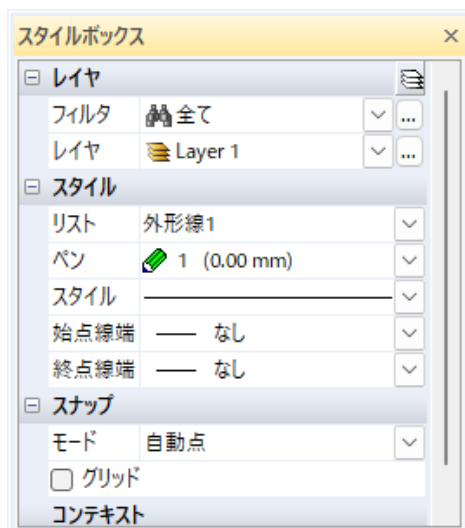 スタイルボックス
レイヤ
フィルタ 全て ...
レイヤ Layer 1 ...
スタイル
リスト 外形線1
ペン 1 (0.00 mm)
スタイル
始点線端 なし
終点線端 なし
スナップ
モード 自動点
グリッド
コンテキスト